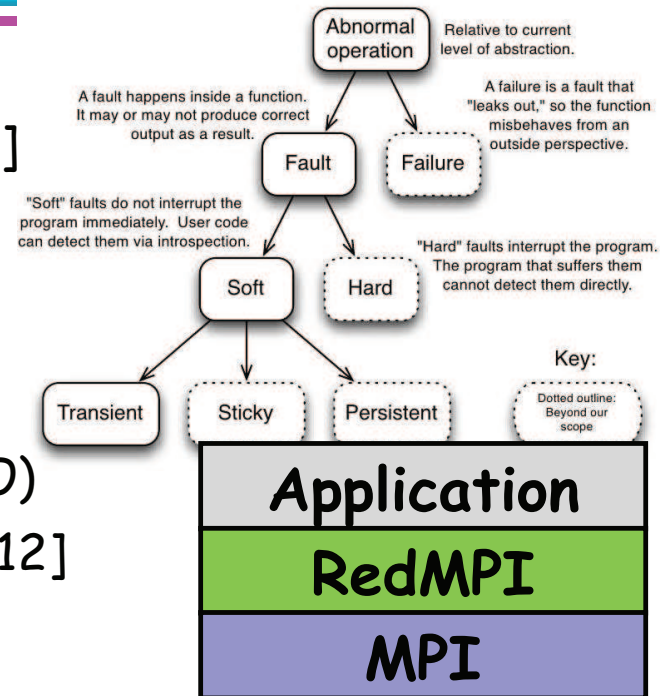 Abnormal
operation
Relative to current
level of abstraction.
A fault happens inside a function.
It may or may not produce correct
output as a result.
A failure is a fault that
"leaks out," so the function
misbehaves from an
outside perspective.
]
Fault
Failure
"Soft" faults do not interrupt the
program immediately. User code
can detect them via introspection.
"Hard" faults interrupt the program.
The program that suffers them
cannot detect them directly.
Soft
Hard
Key:
Transient
Sticky
Persistent
Dotted outline:
Beyond our
scope
)
12]
Application
RedMPI
MPI